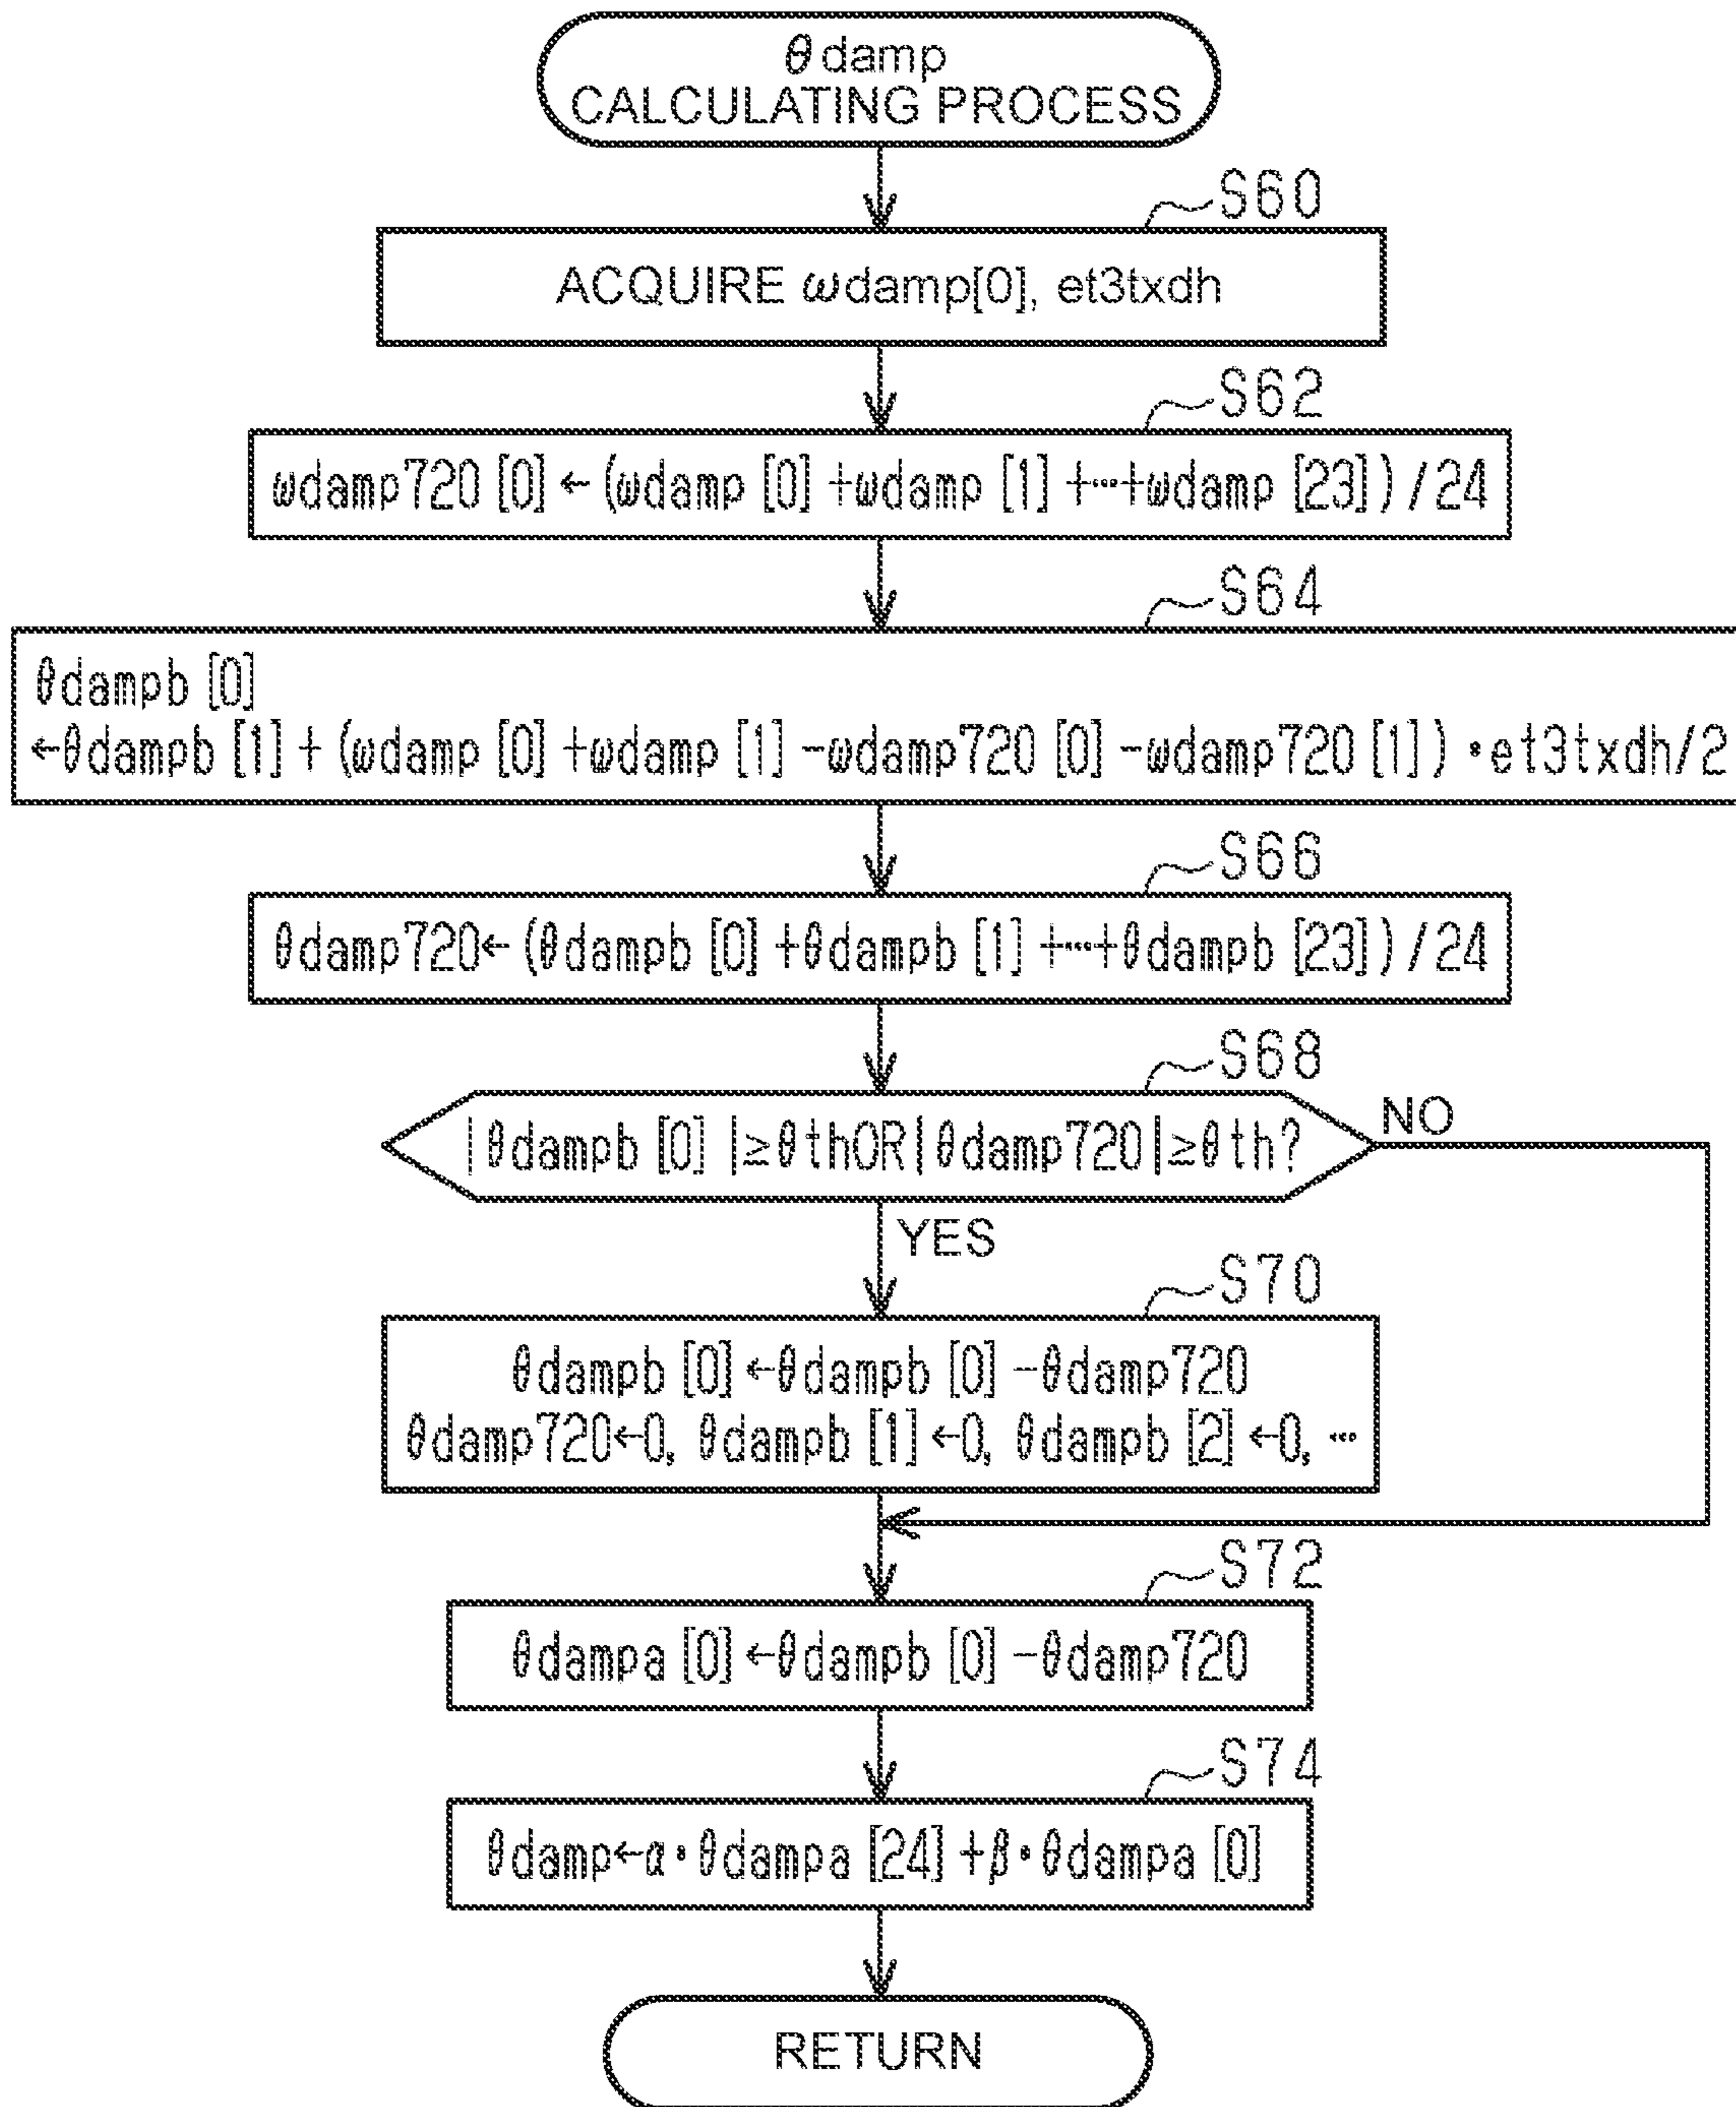 θdamp
CALCULATING PROCESS
S60
ACQUIRE ωdamp[0], et3txdh
S62
ωdamp720[0]←(ωdamp[0]+ωdamp[1]+···+ωdamp[23])/24
S64
θdampb[0]
←θdampb[1]+(ωdamp[0]+ωdamp[1]-ωdamp720[0]-ωdamp720[1])•et3txdh/2
S66
θdamp720←(θdampb[0]+θdampb[1]+···+θdampb[23])/24
S68
|θdampb[0]|≧θthOR|θdamp720|≧θth?
NO
YES
S70
θdampb[0]←θdampb[0]-θdamp720
θdamp720←0, θdampb[1]←0, θdampb[2]←0, ···
S72
θdampa[0]←θdampb[0]-θdamp720
S74
θdamp←α•θdampa[24]+β•θdampa[0]
RETURN